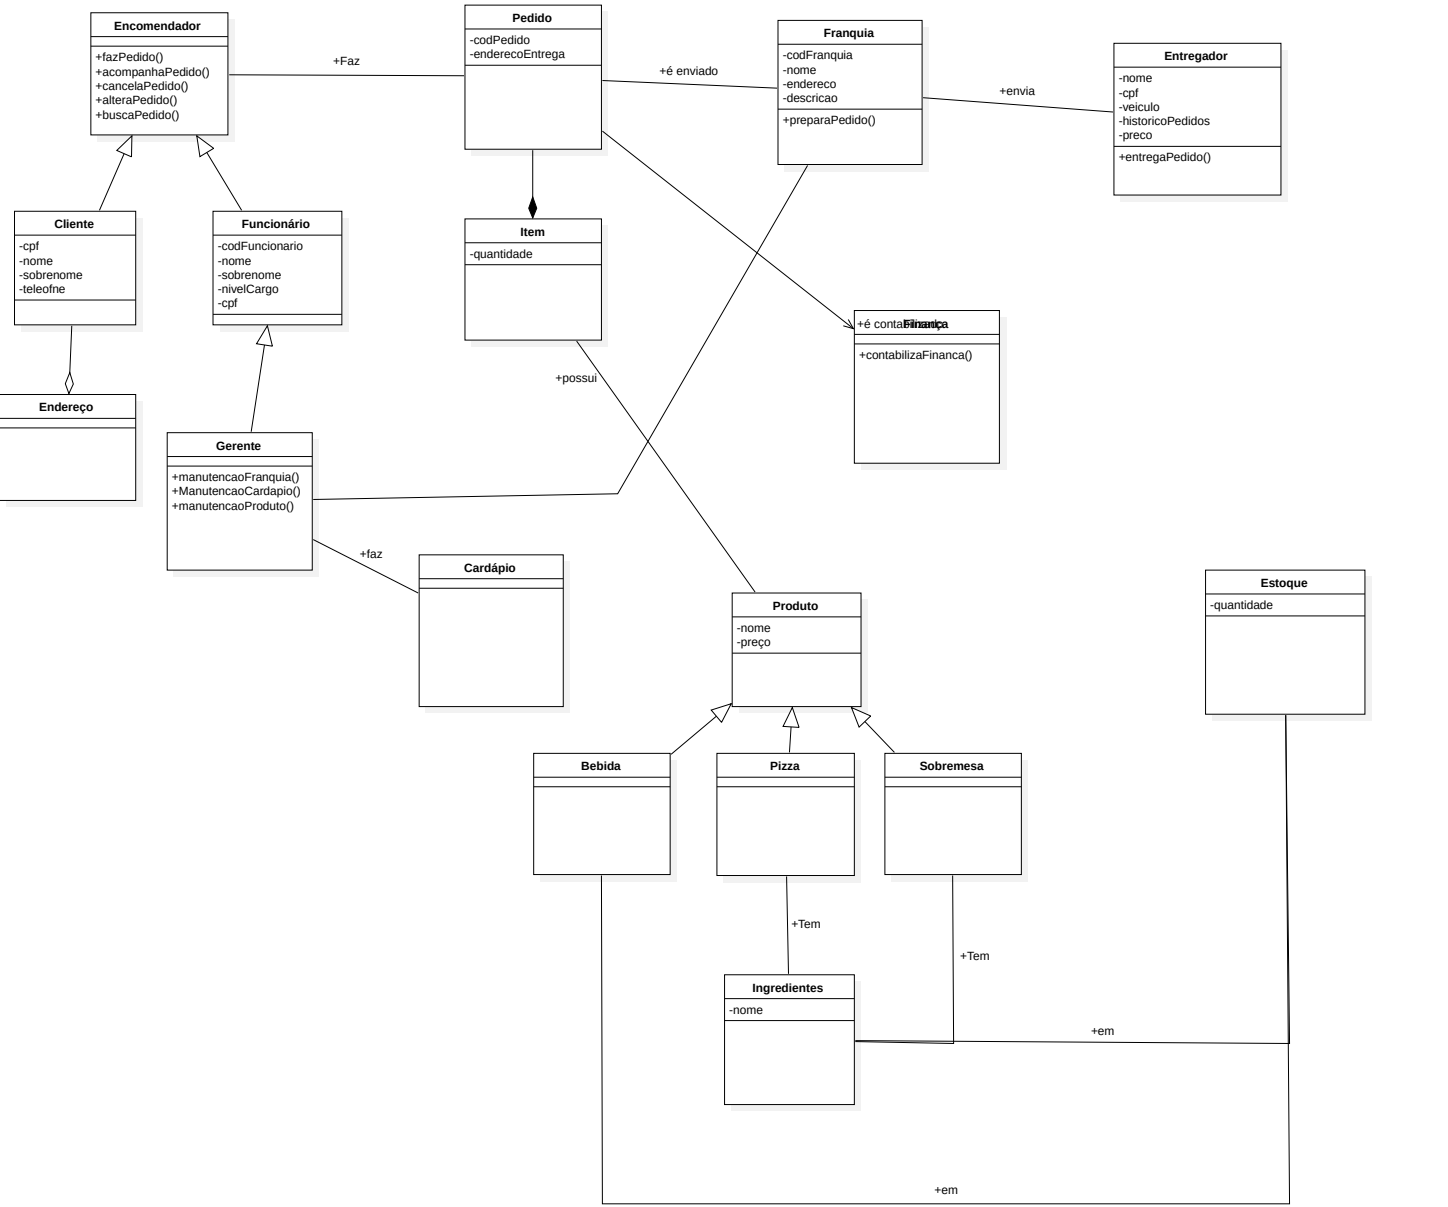 Encomendador
+fazPedido()
+acompanhaPedido()
+cancelaPedido()
+alteraPedido()
+buscaPedido()
+Faz
Pedido
-codPedido
-enderecoEntrega
+é enviado
Franquia
-codFranquia
-nome
-endereco
-descricao
+preparaPedido()
+envia
Entregador
-nome
-cpf
-veiculo
-historicoPedidos
-preco
+entregaPedido()
Cliente
-cpf
-nome
-sobrenome
-teleofne
Funcionário
-codFuncionario
-nome
-sobrenome
-nivelCargo
-cpf
Item
-quantidade
+é contabilizado
Finança
+contabilizaFinanca()
+possui
Endereço
Gerente
+manutencaoFranquia()
+ManutencaoCardapio()
+manutencaoProduto()
+faz
Cardápio
Produto
-nome
-preço
Estoque
-quantidade
Bebida
Pizza
Sobremesa
+Tem
+Tem
Ingredientes
-nome
+em
+em